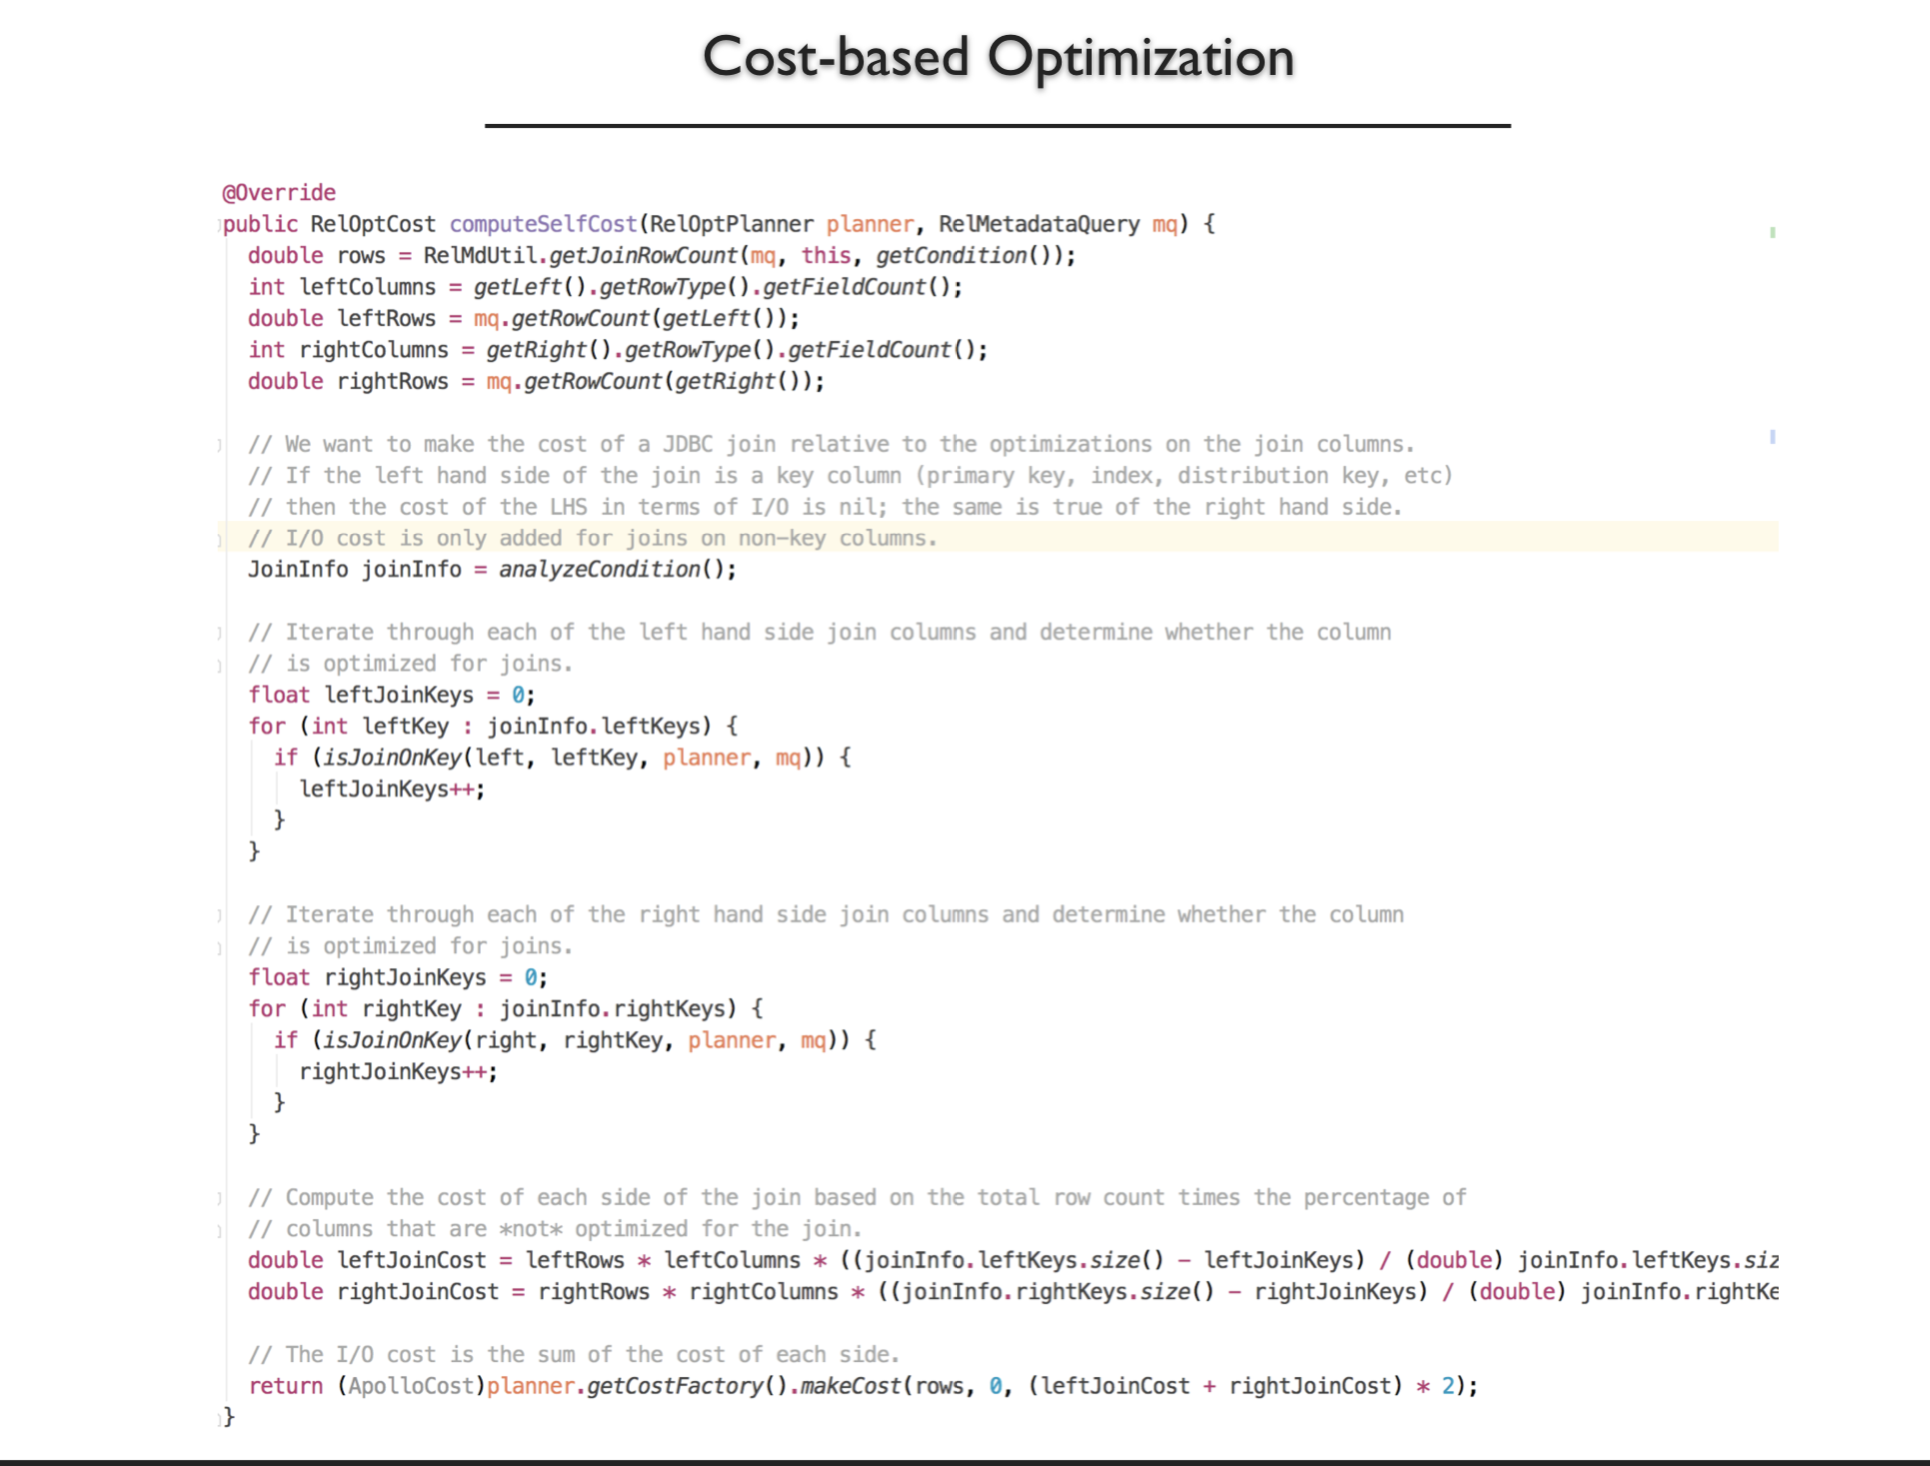 Cost-based Optimization
@Override
public RelOptCost computeSelfCost(RelOptPlanner planner, RelMetadataQuery mq) {
double rows = RelMdUtil.getJoinRowCount(mq, this, getCondition());
int leftColumns = getLeft().getRowType().getFieldCount();
double leftRows = mq.getRowCount(getLeft());
int rightColumns = getRight().getRowType().getFieldCount();
double rightRows = mq.getRowCount(getRight());
// We want to make the cost of a JDBC join relative to the optimizations on the join columns.
// If the left hand side of the join is a key column (primary key, index, distribution key, etc)
// then the cost of the LHS in terms of I/O is nil; the same is true of the right hand side.
// I/O cost is only added for joins on non-key columns.
JoinInfo joinInfo = analyzeCondition();
// Iterate through each of the left hand side join columns and determine whether the column
// is optimized for joins.
float leftJoinKeys = 0;
for (int leftKey : joinInfo.leftKeys) {
if (isJoinOnKey(left, leftKey, planner, mq)) {
leftJoinKeys++;
}
}
// Iterate through each of the right hand side join columns and determine whether the column
// is optimized for joins.
float rightJoinKeys = 0;
for (int rightKey : joinInfo.rightKeys) {
if (isJoinOnKey(right, rightKey, planner, mq)) {
rightJoinKeys++;
}
}
// Compute the cost of each side of the join based on the total row count times the percentage of
// columns that are *not* optimized for the join.
double leftJoinCost = leftRows * leftColumns * ((joinInfo.leftKeys.size() - leftJoinKeys) / (double) joinInfo.leftKeys.siz
double rightJoinCost = rightRows * rightColumns * ((joinInfo.rightKeys.size() - rightJoinKeys) / (double) joinInfo.rightKe
// The I/O cost is the sum of the cost of each side.
return (ApolloCost)planner.getCostFactory().makeCost(rows, 0, (leftJoinCost + rightJoinCost) * 2);
}